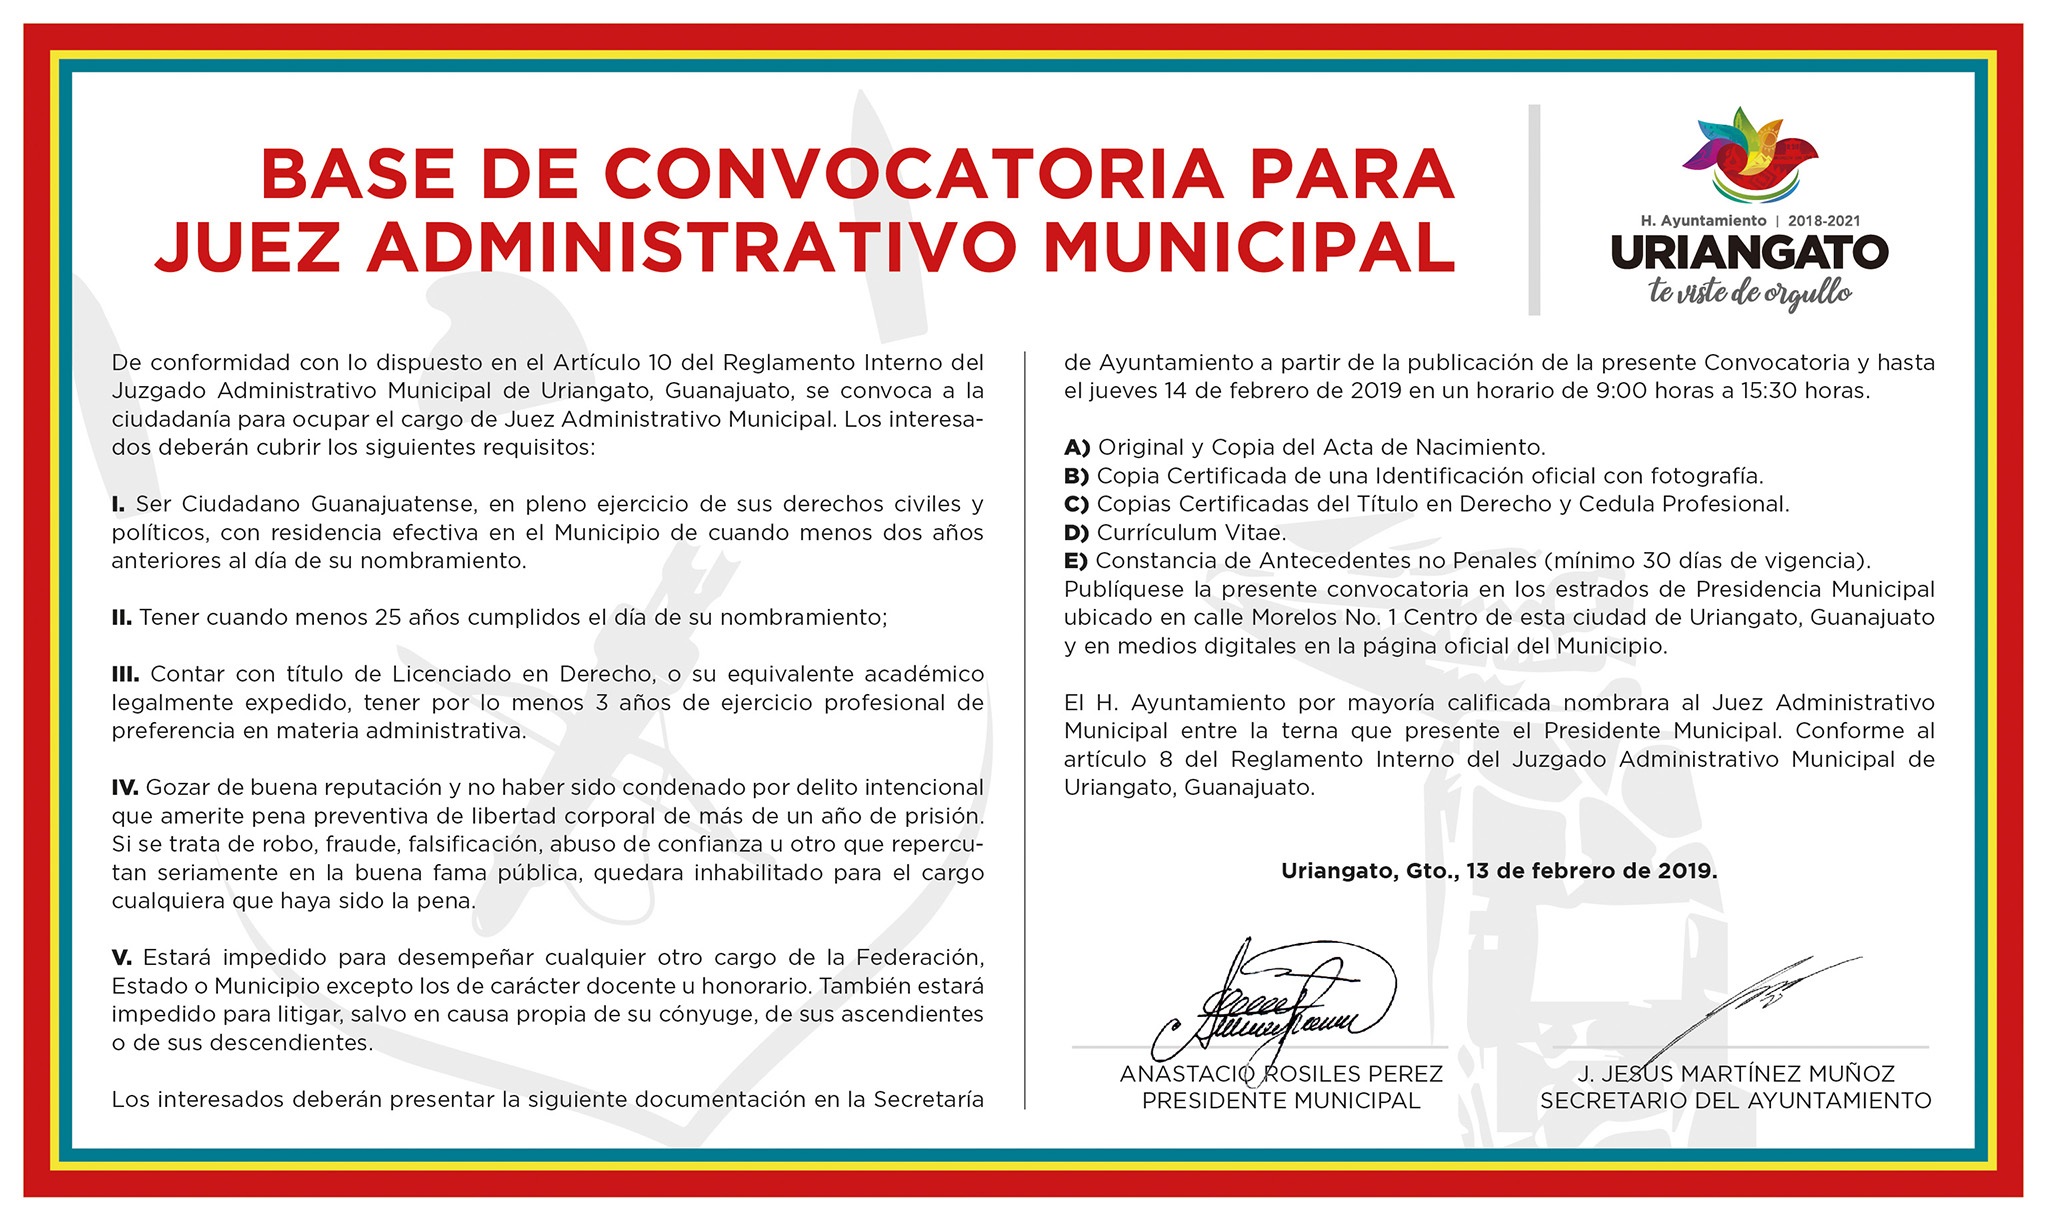 BASE DE CONVOCATORIA PARA
JUEZ ADMINISTRATIVO MUNICIPAL
H. Ayuntamiento | 2018-2021
URIANGATO
te viste de orgullo
De conformidad con lo dispuesto en el Artículo 10 del Reglamento Interno del
Juzgado Administrativo Municipal de Uriangato, Guanajuato, se convoca a la
ciudadanía para ocupar el cargo de Juez Administrativo Municipal. Los interesa-
dos deberán cubrir los siguientes requisitos:
I. Ser Ciudadano Guanajuatense, en pleno ejercicio de sus derechos civiles y
políticos, con residencia efectiva en el Municipio de cuando menos dos años
anteriores al día de su nombramiento.
II. Tener cuando menos 25 años cumplidos el día de su nombramiento;
III. Contar con título de Licenciado en Derecho, o su equivalente académico
legalmente expedido, tener por lo menos 3 años de ejercicio profesional de
preferencia en materia administrativa.
IV. Gozar de buena reputación y no haber sido condenado por delito intencional
que amerite pena preventiva de libertad corporal de más de un año de prisión.
Si se trata de robo, fraude, falsificación, abuso de confianza u otro que repercu-
tan seriamente en la buena fama pública, quedara inhabilitado para el cargo
cualquiera que haya sido la pena.
V. Estará impedido para desempeñar cualquier otro cargo de la Federación,
Estado o Municipio excepto los de carácter docente u honorario. También estará
impedido para litigar, salvo en causa propia de su cónyuge, de sus ascendientes
o de sus descendientes.
Los interesados deberán presentar la siguiente documentación en la Secretaría
de Ayuntamiento a partir de la publicación de la presente Convocatoria y hasta
el jueves 14 de febrero de 2019 en un horario de 9:00 horas a 15:30 horas.
A) Original y Copia del Acta de Nacimiento.
B) Copia Certificada de una Identificación oficial con fotografía.
C) Copias Certificadas del Título en Derecho y Cedula Profesional.
D) Currículum Vitae.
E) Constancia de Antecedentes no Penales (mínimo 30 días de vigencia).
Publíquese la presente convocatoria en los estrados de Presidencia Municipal
ubicado en calle Morelos No. 1 Centro de esta ciudad de Uriangato, Guanajuato
y en medios digitales en la página oficial del Municipio.
El H. Ayuntamiento por mayoría calificada nombrara al Juez Administrativo
Municipal entre la terna que presente el Presidente Municipal. Conforme al
artículo 8 del Reglamento Interno del Juzgado Administrativo Municipal de
Uriangato, Guanajuato.
Uriangato, Gto., 13 de febrero de 2019.
ANASTACIO ROSILES PEREZ
PRESIDENTE MUNICIPAL
J. JESÚS MARTÍNEZ MUÑOZ
SECRETARIO DEL AYUNTAMIENTO